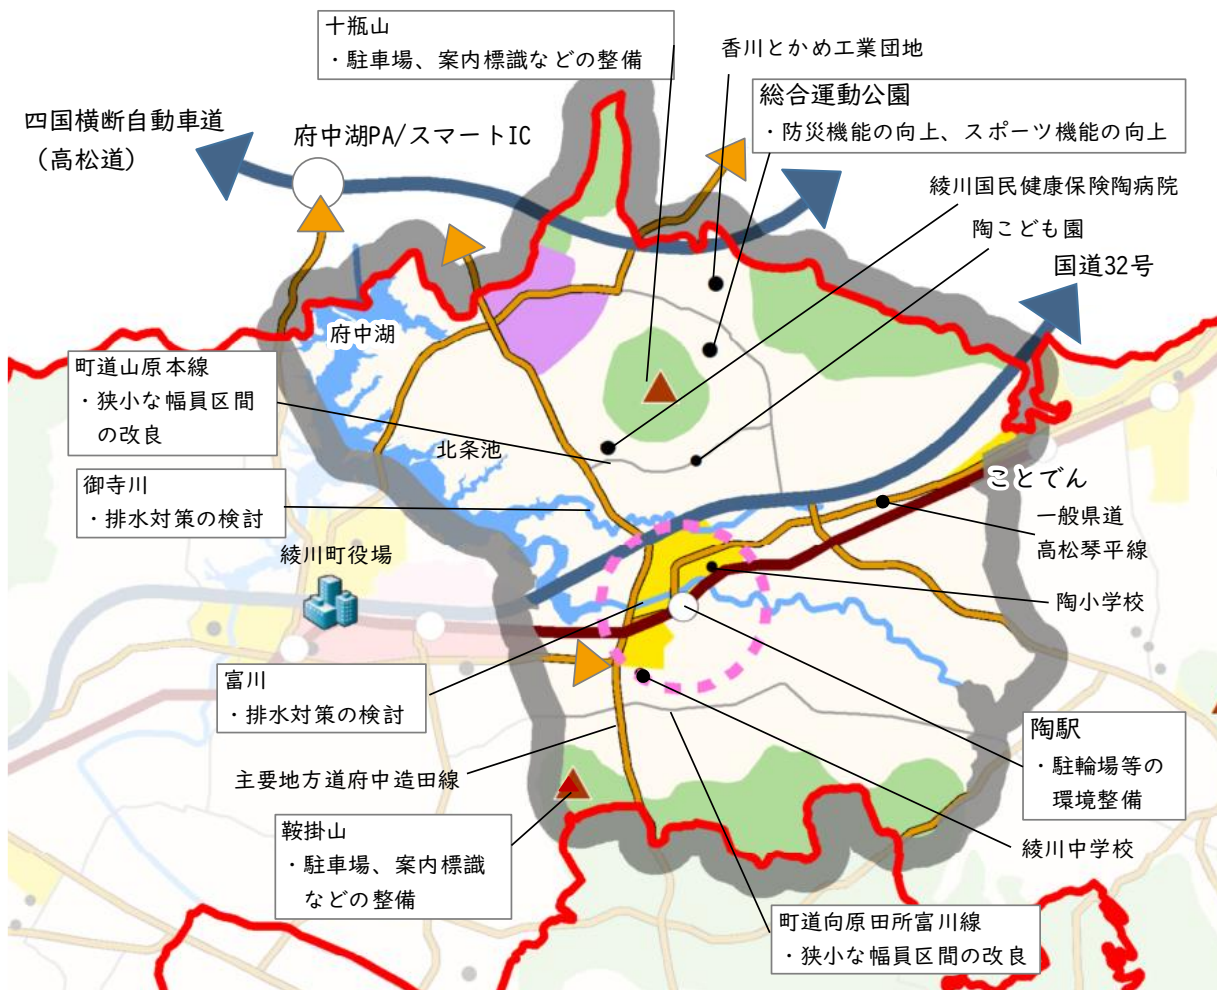 十瓶山
・駐車場、案内標識などの整備
香川とかめ工業団地
総合運動公園
・防災機能の向上、スポーツ機能の向上
四国横断自動車道
（高松道）
府中湖PA/スマートIC
綾川国民健康保険陶病院
陶こども園
国道32号
府中湖
町道山原本線
・狭小な幅員区間
の改良
北条池
御寺川
・排水対策の検討
ことでん
一般県道
高松琴平線
綾川町役場
陶小学校
富川
・排水対策の検討
陶駅
・駐輪場等の
環境整備
主要地方道府中造田線
鞍掛山
・駐車場、案内標識
などの整備
綾川中学校
町道向原田所富川線
・狭小な幅員区間の改良